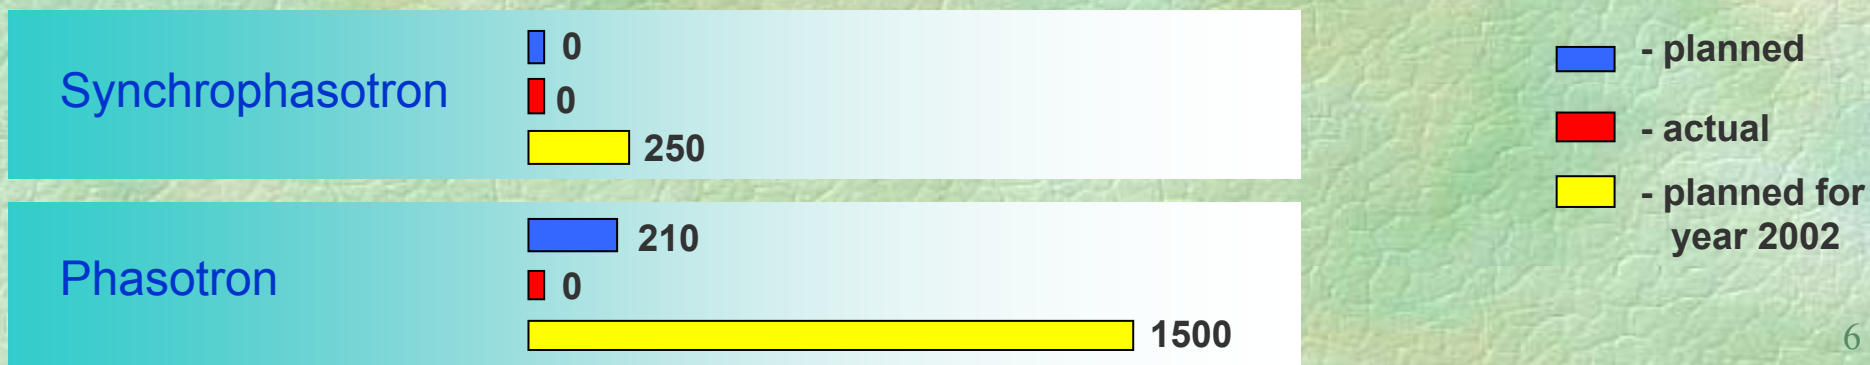 Synchrophasotron
0
0
250
Phasotron
210
0
1500
- planned
- actual
- planned for
year 2002
6